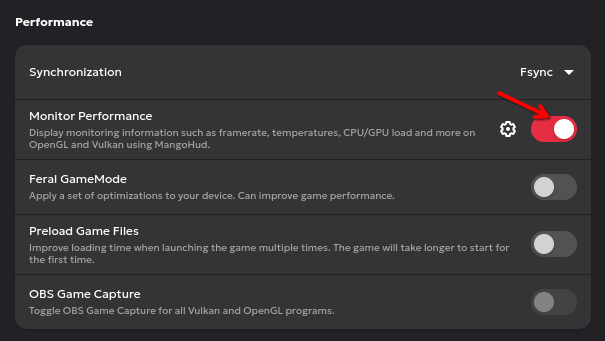 Performance
Synchronization
Fsync
Monitor Performance
Display monitoring information such as framerate, temperatures, CPU/GPU load and more on
OpenGL and Vulkan using MangoHud.
Feral GameMode
Apply a set of optimizations to your device. Can improve game performance.
Preload Game Files
Improve loading time when launching the game multiple times. The game will take longer to start for
the first time.
OBS Game Capture
Toggle OBS Game Capture for all Vulkan and OpenGL programs.